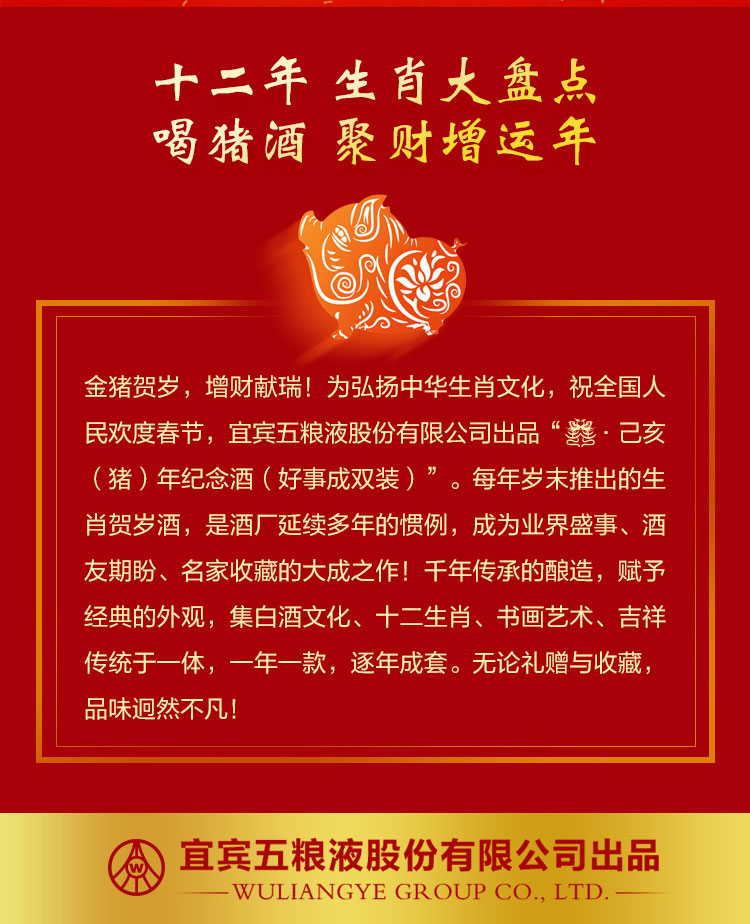 十二年 生肖大盘点
喝猪酒 聚财增运年
金猪贺岁，增财献瑞！为弘扬中华生肖文化，祝全国人
民欢度春节，宜宾五粮液股份有限公司出品“·己亥
（猪）年纪念酒（好事成双装）”。每年岁末推出的生
肖贺岁酒，是酒厂延续多年的惯例，成为业界盛事、酒
友期盼、名家收藏的大成之作！千年传承的酿造，赋予
经典的外观，集白酒文化、十二生肖、书画艺术、吉祥
传统于一体，一年一款，逐年成套。无论礼赠与收藏，
品味迥然不凡！
W
宜宾五粮液股份有限公司出品
WULIANGYE GROUP CO., LTD.